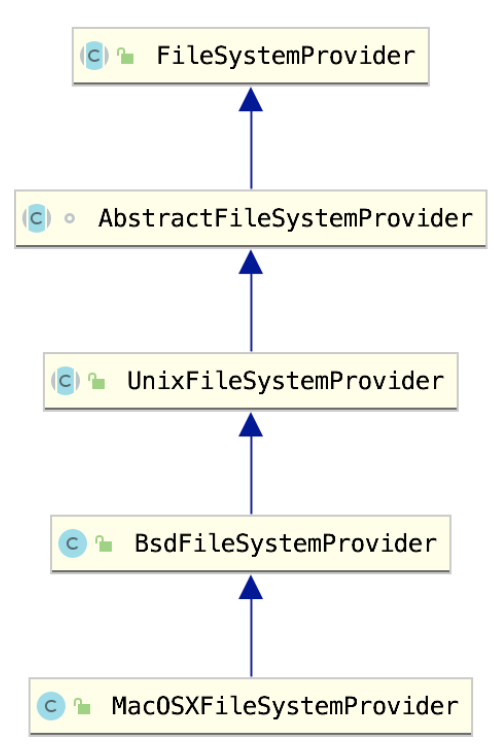 C FileSystemProvider
C AbstractFileSystemProvider
C UnixFileSystemProvider
C BsdFileSystemProvider
C MacOSXFileSystemProvider